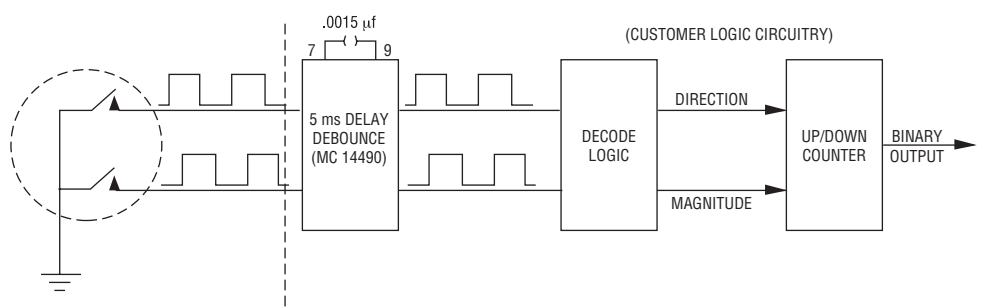 .0015 µf
7
9
(CUSTOMER LOGIC CIRCUITRY)
5 ms DELAY
DEBOUNCE
(MC 14490)
DECODE
LOGIC
DIRECTION
MAGNITUDE
UP/DOWN
COUNTER
BINARY
OUTPUT